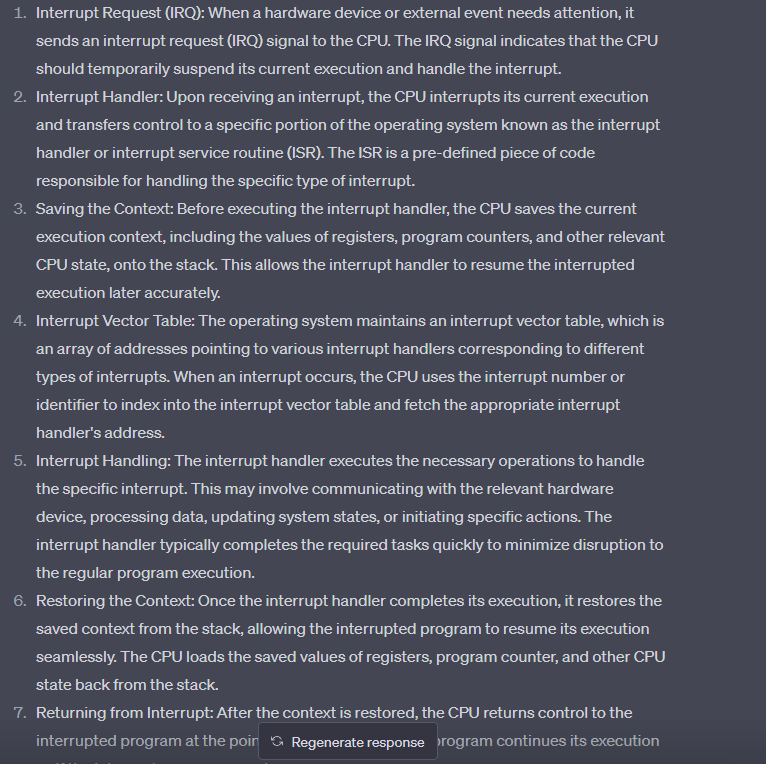 1. Interrupt Request (IRQ): When a hardware device or external event needs attention, it
sends an interrupt request (IRQ) signal to the CPU. The IRQ signal indicates that the CPU
should temporarily suspend its current execution and handle the interrupt.
2. Interrupt Handler: Upon receiving an interrupt, the CPU interrupts its current execution
and transfers control to a specific portion of the operating system known as the interrupt
handler or interrupt service routine (ISR). The ISR is a pre-defined piece of code
responsible for handling the specific type of interrupt.
3. Saving the Context: Before executing the interrupt handler, the CPU saves the current
execution context, including the values of registers, program counters, and other relevant
CPU state, onto the stack. This allows the interrupt handler to resume the interrupted
execution later accurately.
4. Interrupt Vector Table: The operating system maintains an interrupt vector table, which is
an array of addresses pointing to various interrupt handlers corresponding to different
types of interrupts. When an interrupt occurs, the CPU uses the interrupt number or
identifier to index into the interrupt vector table and fetch the appropriate interrupt
handler's address.
5. Interrupt Handling: The interrupt handler executes the necessary operations to handle
the specific interrupt. This may involve communicating with the relevant hardware
device, processing data, updating system states, or initiating specific actions. The
interrupt handler typically completes the required tasks quickly to minimize disruption to
the regular program execution.
6. Restoring the Context: Once the interrupt handler completes its execution, it restores the
saved context from the stack, allowing the interrupted program to resume its execution
seamlessly. The CPU loads the saved values of registers, program counter, and other CPU
state back from the stack.
7. Returning from Interrupt: After the context is restored, the CPU returns control to the
interrupted program at the program continues its execution
Regenerate response